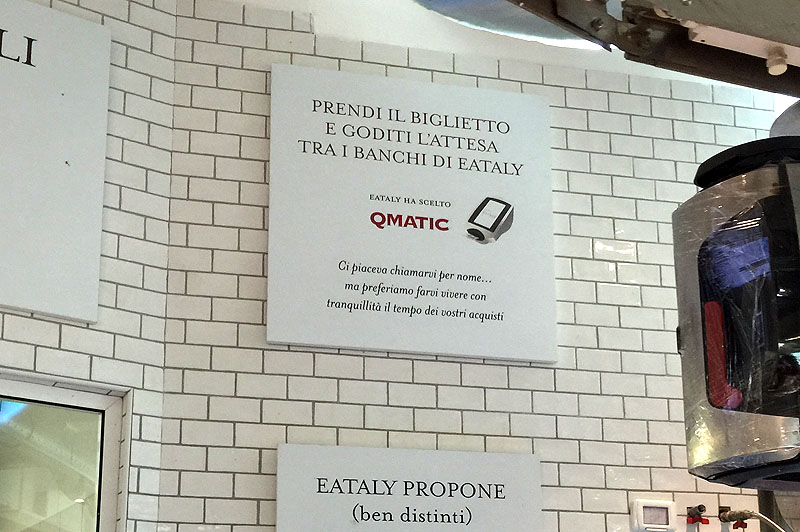 LI
PRENDI IL BIGLIETTO
E GODITI L'ATTESA
TRA I BANCHI DI EATALY
EATALY HA SCELTO
QMATIC
Ci piaceva chiamarvi per nome...
ma preferiamo farvi vivere con
tranquillità il tempo dei vostri acquisti
EATALY PROPONE
(ben distinti)